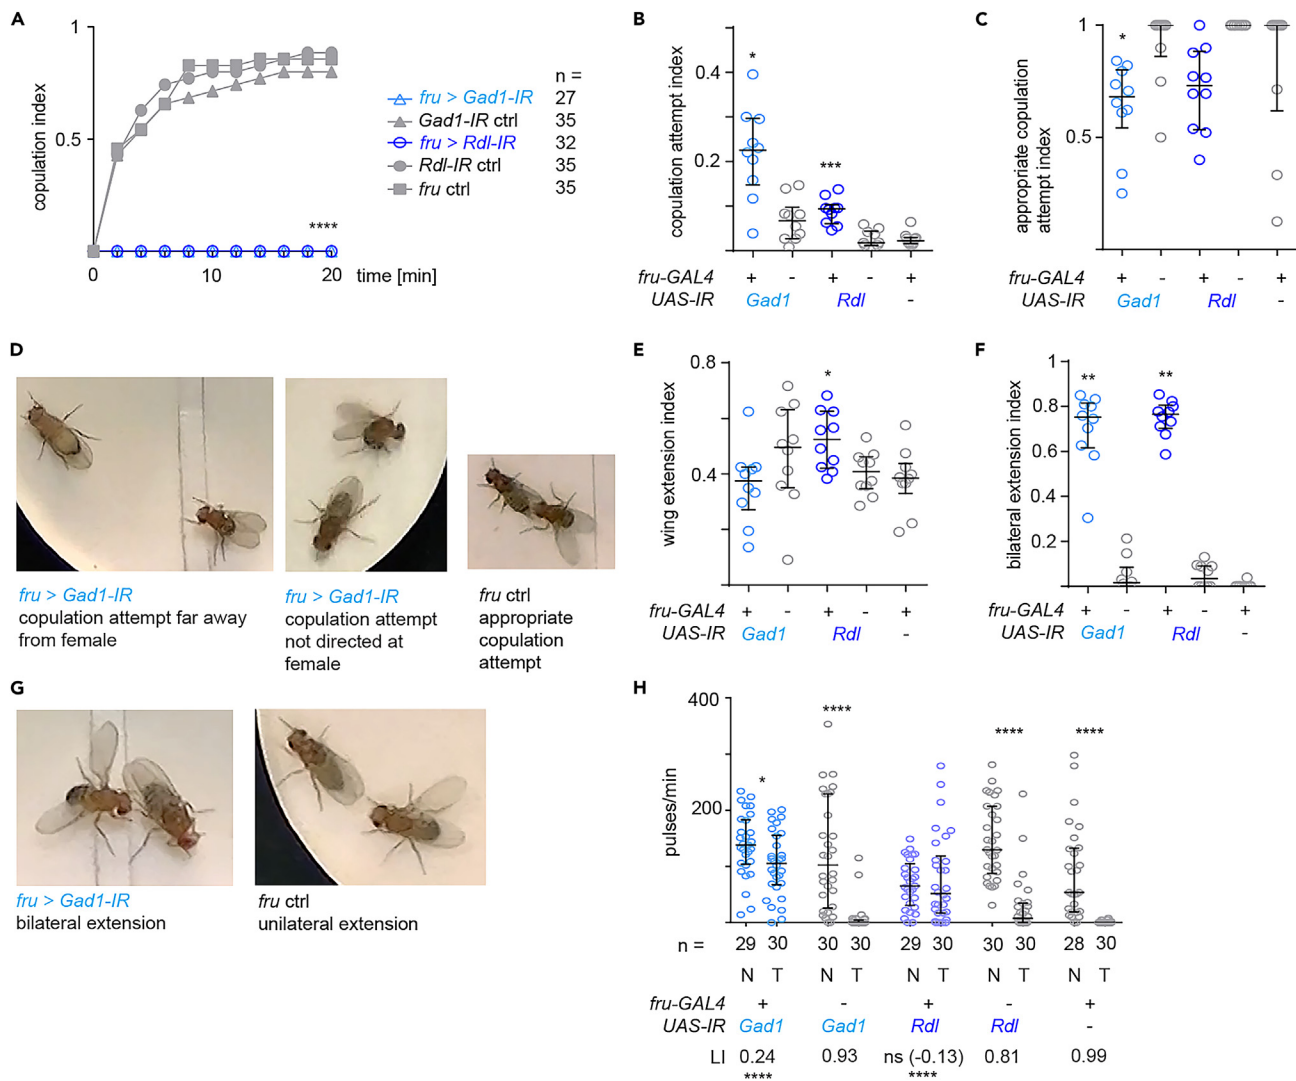 A
1
0.5
copulation index
0
10
20
time [min]
****
n =
fru > Gad1-IR 27
Gad1-IR ctrl 35
fru > Rdl-IR 32
Rdl-IR ctrl 35
fru ctrl 35
B
copulation attempt index
0.4
0.2
*
***
fru-GAL4 + - + - +
UAS-IR Gad1 Rdl -
C
appropriate copulation
attempt index
1
0.5
*
fru-GAL4 + - + - +
UAS-IR Gad1 Rdl -
D
fru > Gad1-IR
copulation attempt far away
from female
fru > Gad1-IR
copulation attempt
not directed at
female
fru ctrl
appropriate
copulation
attempt
E
wing extension index
0.8
0.4
*
fru-GAL4 + - + - +
UAS-IR Gad1 Rdl -
F
bilateral extension index
1
0.8
0.6
0.4
0.2
**
**
fru-GAL4 + - + - +
UAS-IR Gad1 Rdl -
G
fru > Gad1-IR
bilateral extension
fru ctrl
unilateral extension
H
pulses/min
400
200
* **** **** ****
n = 29 30 30 30 29 30 30 30 28 30
N T N T N T N T N T
fru-GAL4 + - + - +
UAS-IR Gad1 Gad1 Rdl Rdl -
LI 0.24 0.93 ns (-0.13) 0.81 0.99
**** ****